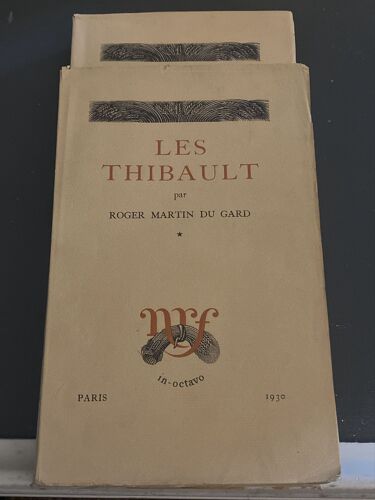 LES
THIBAULT
par
ROGER MARTIN DU GARD
*
nrf
in-octavo
PARIS 1930